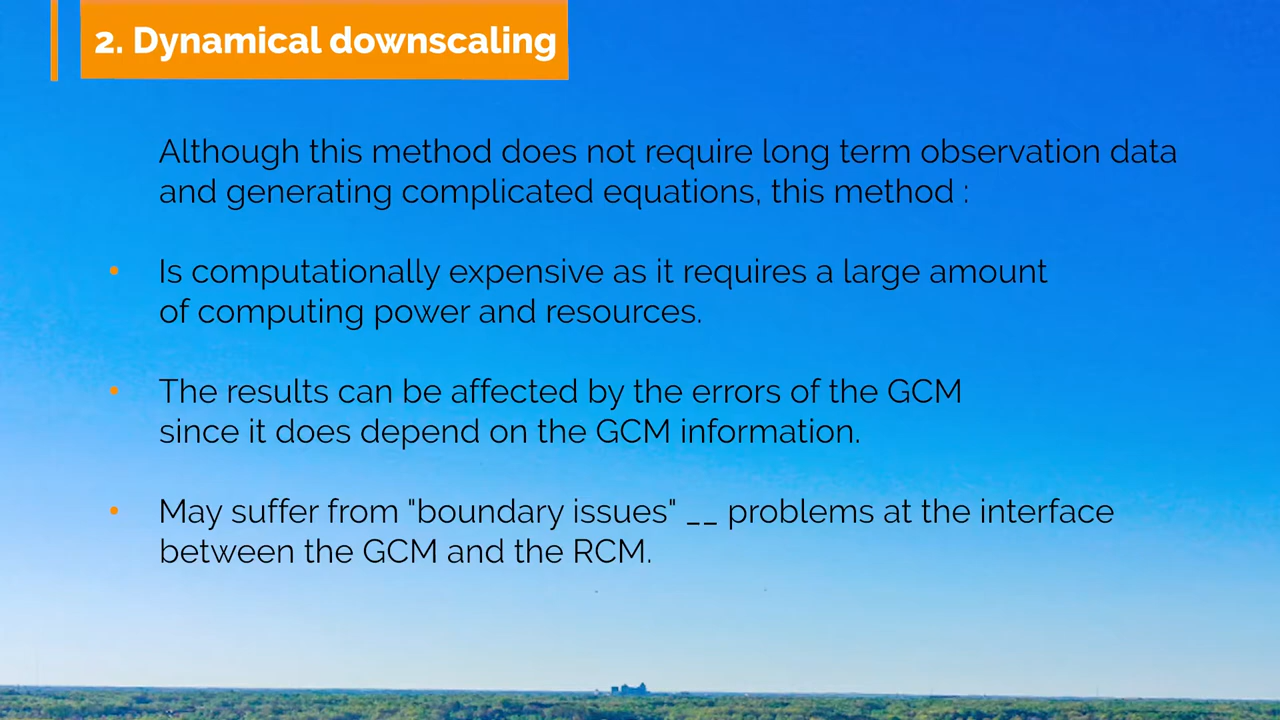 2. Dynamical downscaling
Although this method does not require long term observation data
and generating complicated equations, this method :
• Is computationally expensive as it requires a large amount
of computing power and resources.
• The results can be affected by the errors of the GCM
since it does depend on the GCM information.
• May suffer from "boundary issues" __ problems at the interface
between the GCM and the RCM.